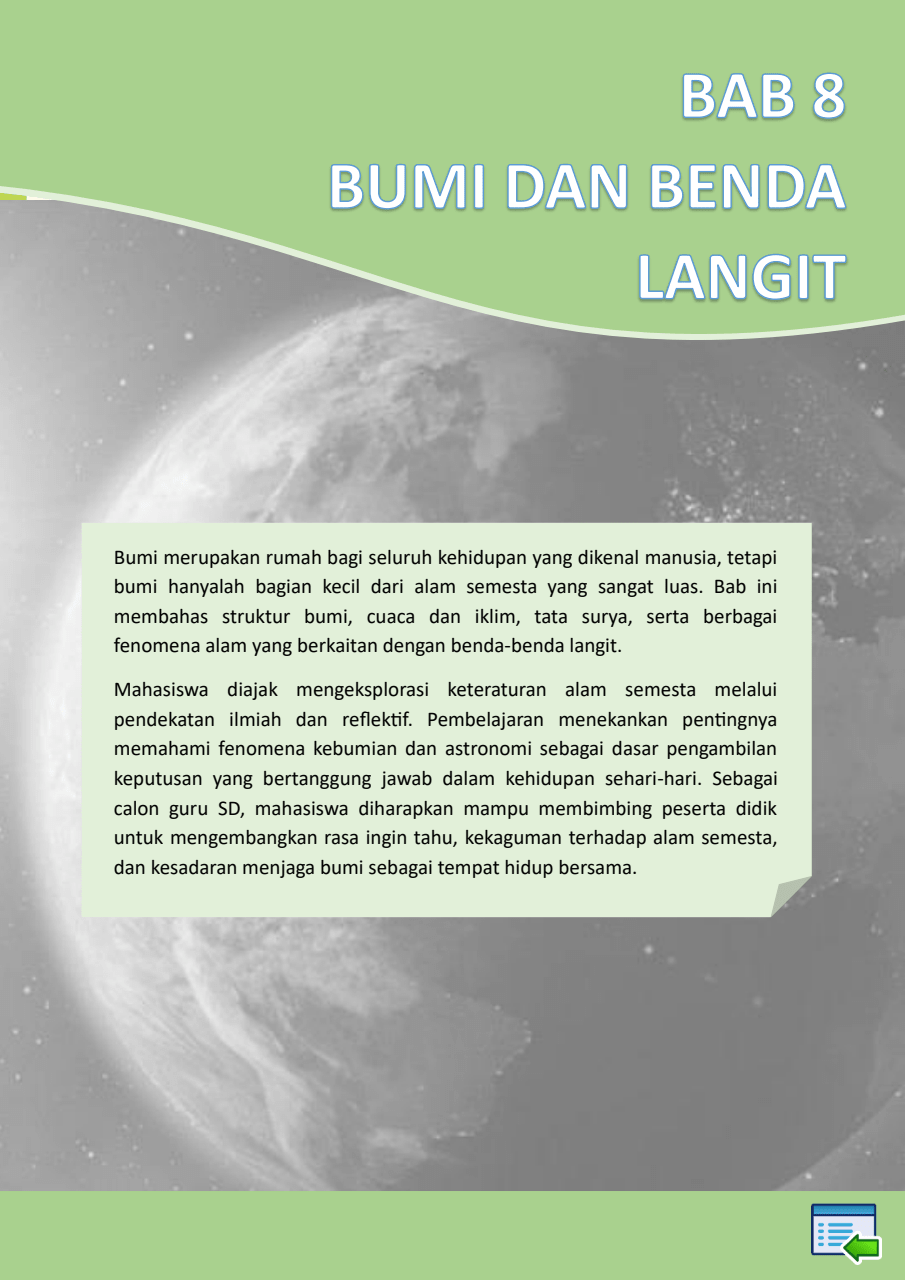 BAB 8
BUMI DAN BENDA
LANGIT
Bumi merupakan rumah bagi seluruh kehidupan yang dikenal manusia, tetapi
bumi hanyalah bagian kecil dari alam semesta yang sangat luas. Bab ini
membahas struktur bumi, cuaca dan iklim, tata surya, serta berbagai
fenomena alam yang berkaitan dengan benda-benda langit.
Mahasiswa diajak mengeksplorasi keteraturan alam semesta melalui
pendekatan ilmiah dan reflektif. Pembelajaran menekankan pentingnya
memahami fenomena kebumian dan astronomi sebagai dasar pengambilan
keputusan yang bertanggung jawab dalam kehidupan sehari-hari. Sebagai
calon guru SD, mahasiswa diharapkan mampu membimbing peserta didik
untuk mengembangkan rasa ingin tahu, kekaguman terhadap alam semesta,
dan kesadaran menjaga bumi sebagai tempat hidup bersama.